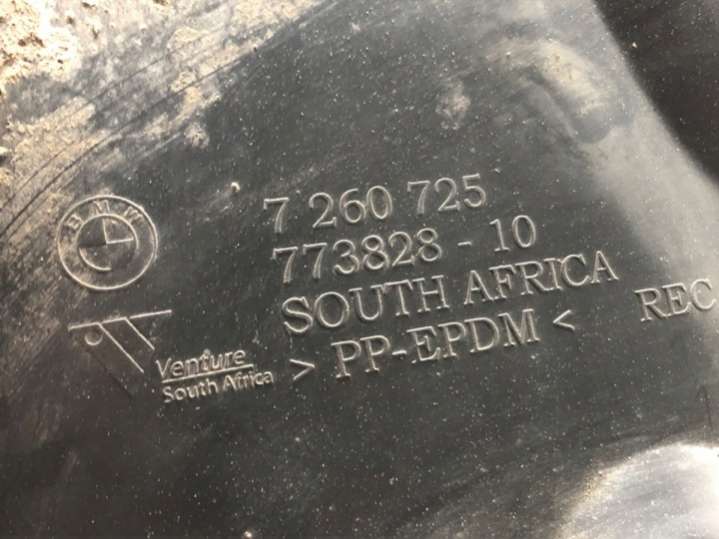 BMW
7 260 725
773828 - 10
SOUTH AFRICA
> PP-EPDM < REC
Venture
South Africa